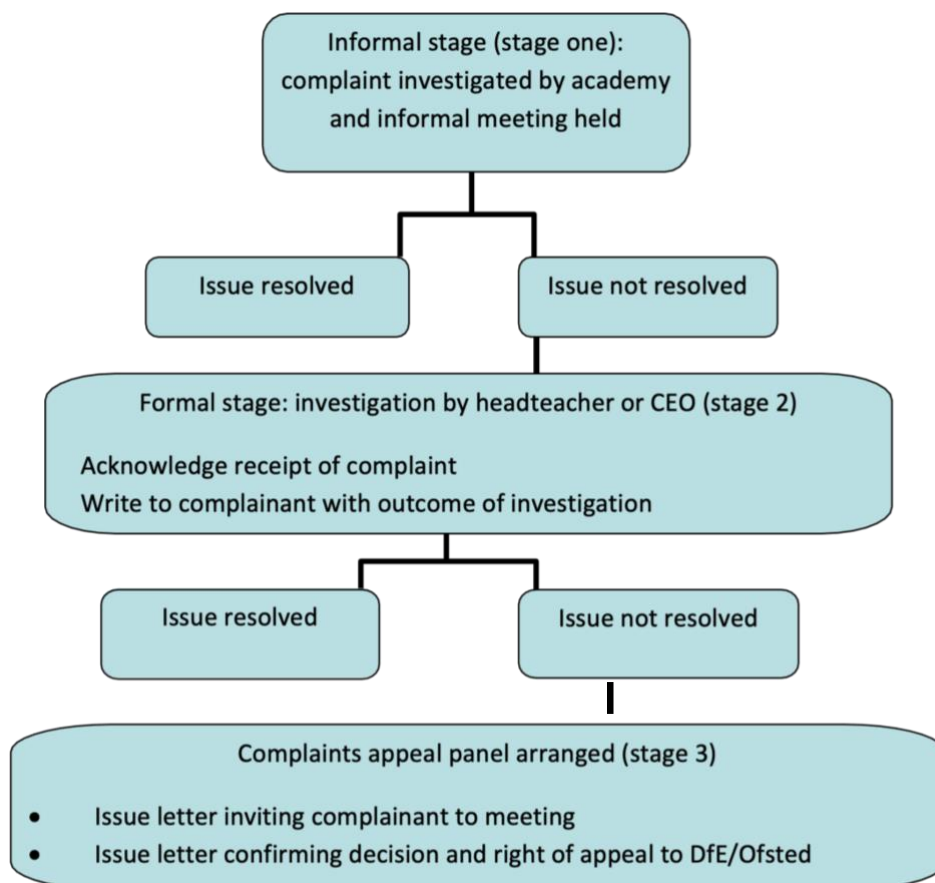 Informal stage (stage one):
complaint investigated by academy
and informal meeting held
Issue resolved
Issue not resolved
Formal stage: investigation by headteacher or CEO (stage 2)
Acknowledge receipt of complaint
Write to complainant with outcome of investigation
Issue resolved
Issue not resolved
Complaints appeal panel arranged (stage 3)
• Issue letter inviting complainant to meeting
• Issue letter confirming decision and right of appeal to DfE/Ofsted